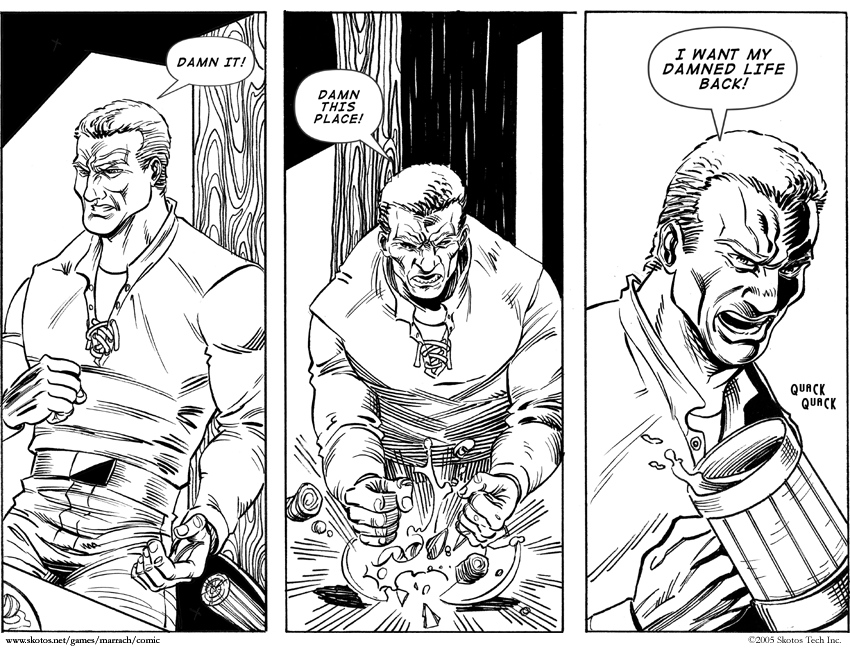 DAMN IT!
DAMN
THIS
PLACE!
I WANT MY
DAMNED LIFE
BACK!
QUACK
QUACK
www.skotos.net/games/marrach/comic
©2005 Skotos Tech Inc.